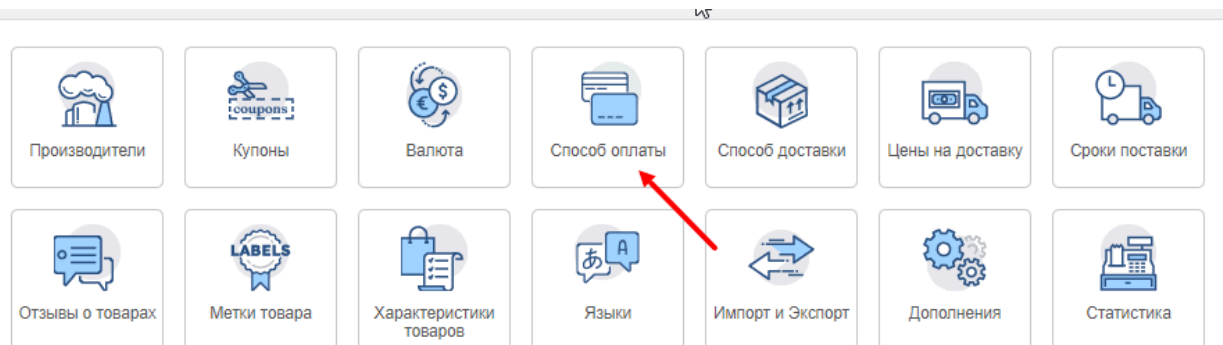 coupons
$
€
L
Производители
Купоны
Валюта
Способ оплаты
Способ доставки
Цены на доставку
Сроки поставки
LABELS
あ
A
Отзывы о товарах
Метки товара
Характеристики
товаров
Языки
Импорт и Экспорт
Дополнения
Статистика